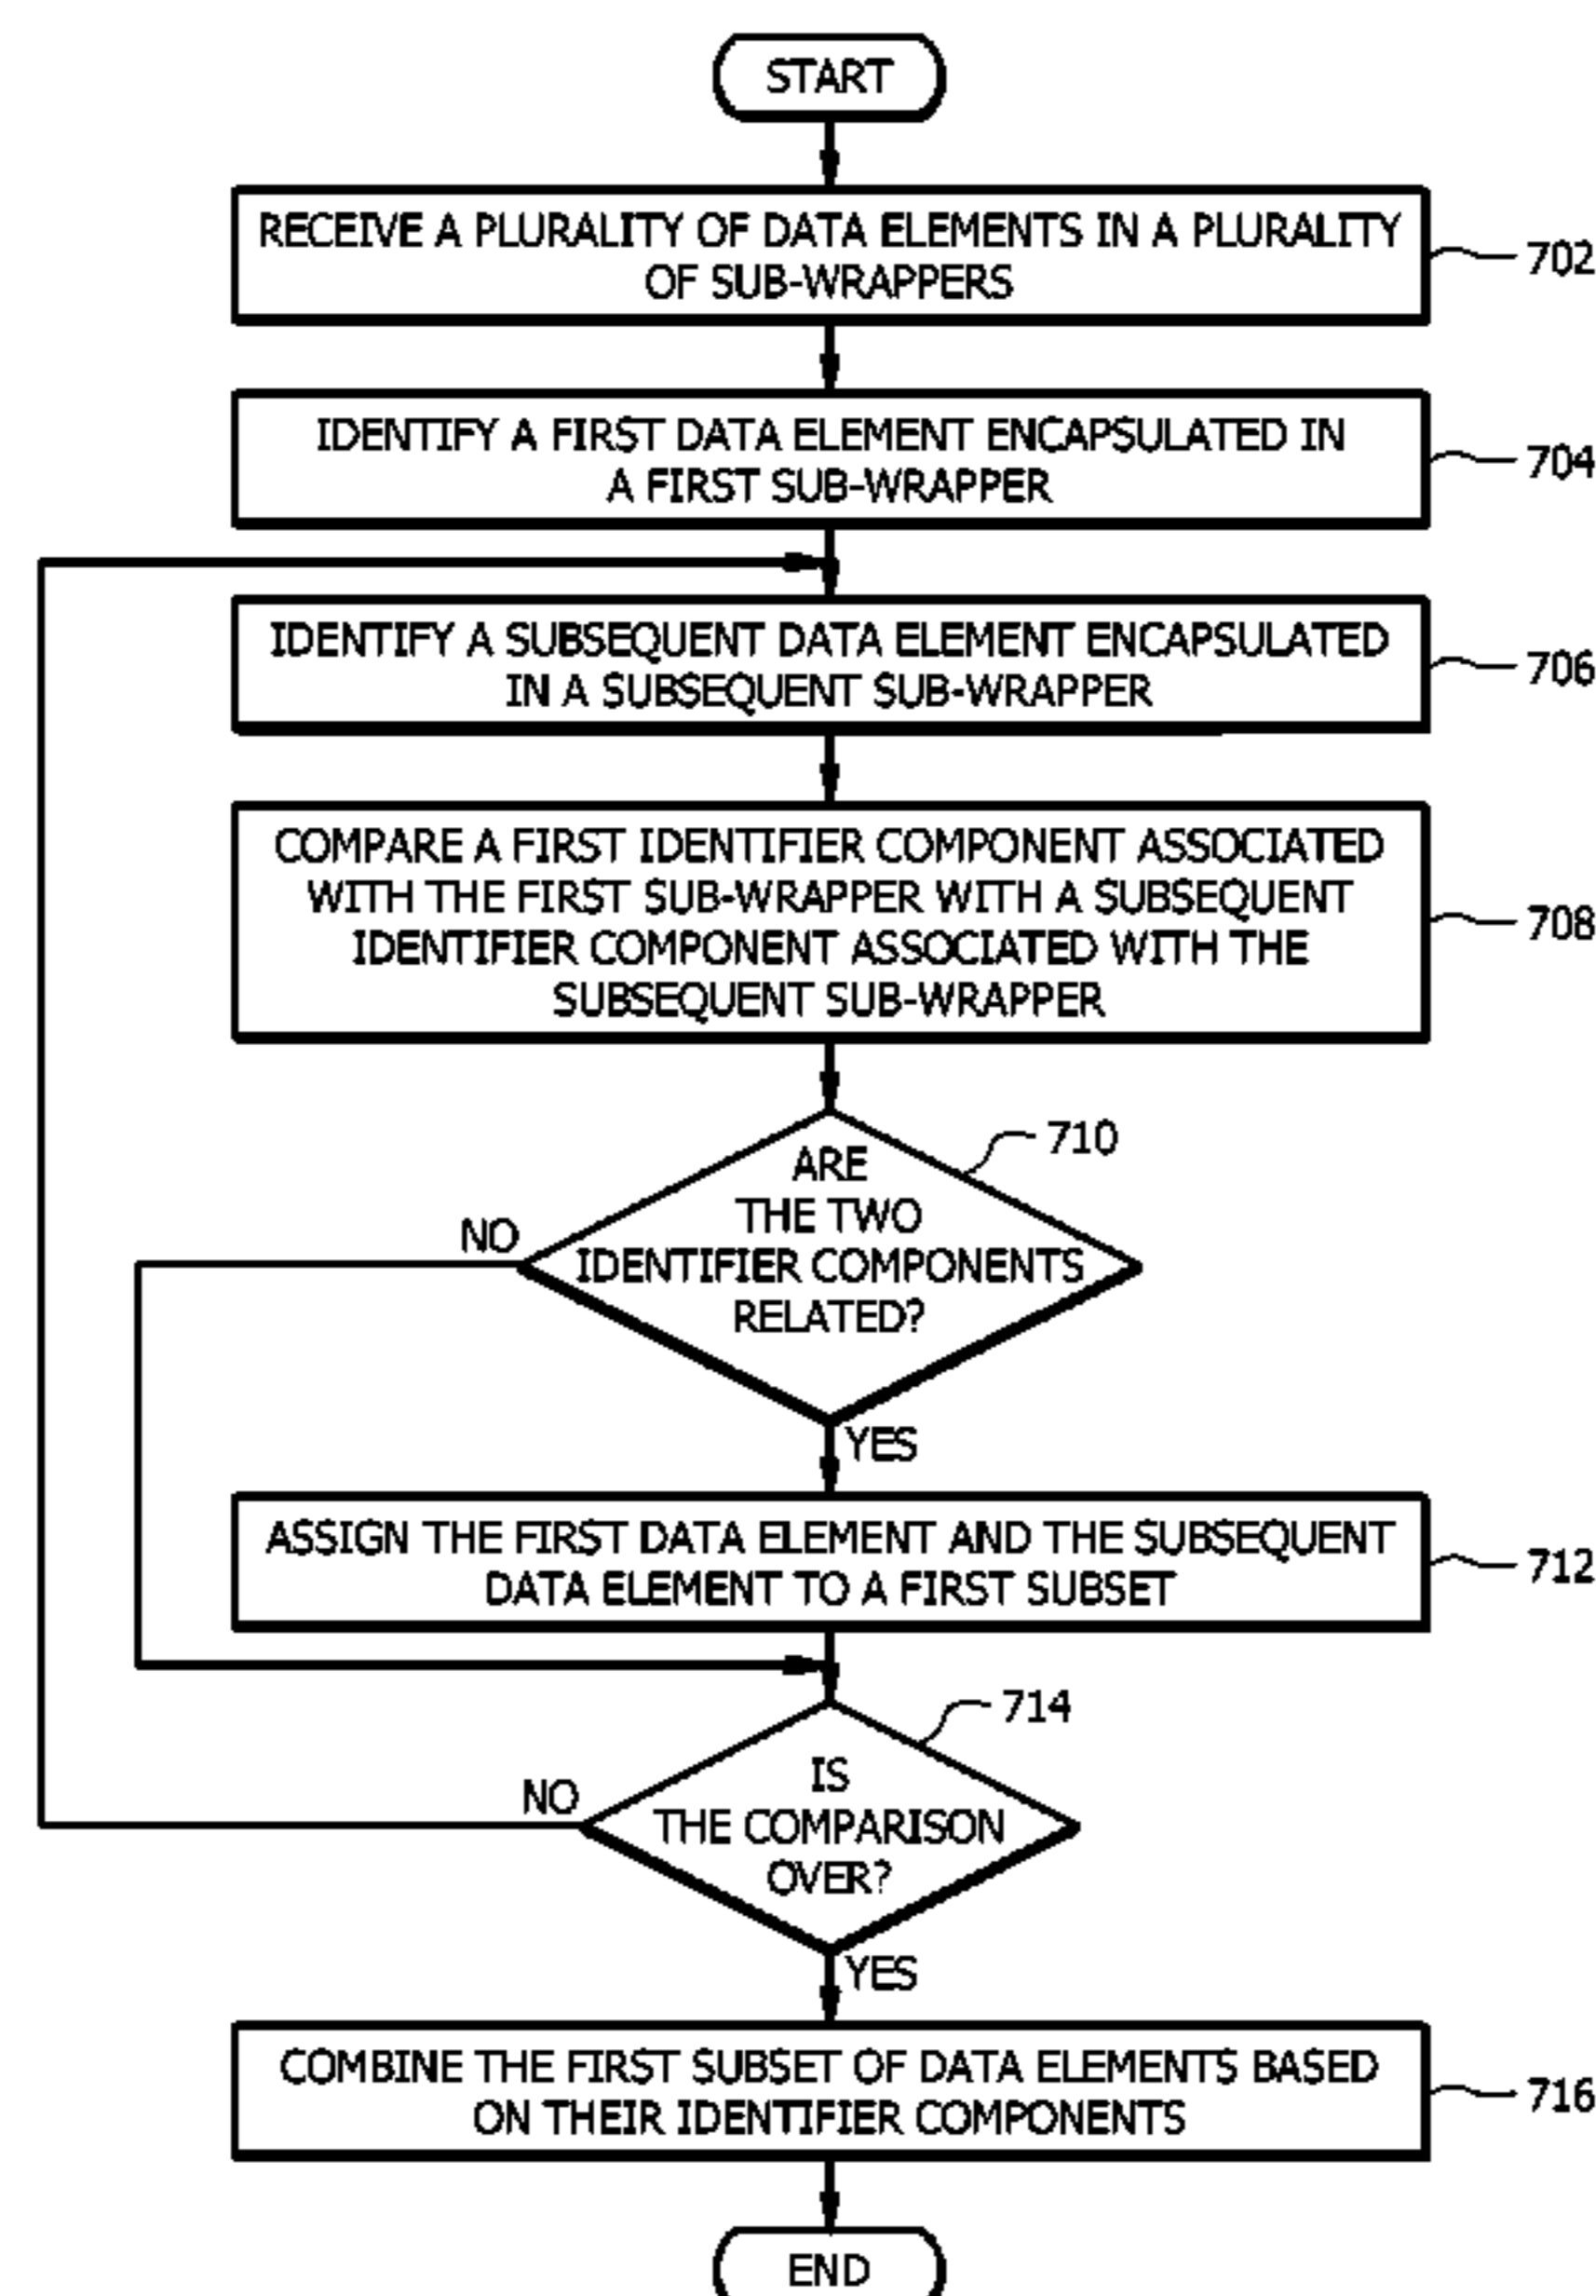 START
RECEIVE A PLURALITY OF DATA ELEMENTS IN A PLURALITY
OF SUB-WRAPPERS
702
IDENTIFY A FIRST DATA ELEMENT ENCAPSULATED IN
A FIRST SUB-WRAPPER
704
IDENTIFY A SUBSEQUENT DATA ELEMENT ENCAPSULATED
IN A SUBSEQUENT SUB-WRAPPER
706
COMPARE A FIRST IDENTIFIER COMPONENT ASSOCIATED
WITH THE FIRST SUB-WRAPPER WITH A SUBSEQUENT
IDENTIFIER COMPONENT ASSOCIATED WITH THE
SUBSEQUENT SUB-WRAPPER
708
710
ARE
THE TWO
IDENTIFIER COMPONENTS
RELATED?
NO
YES
ASSIGN THE FIRST DATA ELEMENT AND THE SUBSEQUENT
DATA ELEMENT TO A FIRST SUBSET
712
714
IS
THE COMPARISON
OVER?
NO
YES
COMBINE THE FIRST SUBSET OF DATA ELEMENTS BASED
ON THEIR IDENTIFIER COMPONENTS
716
END